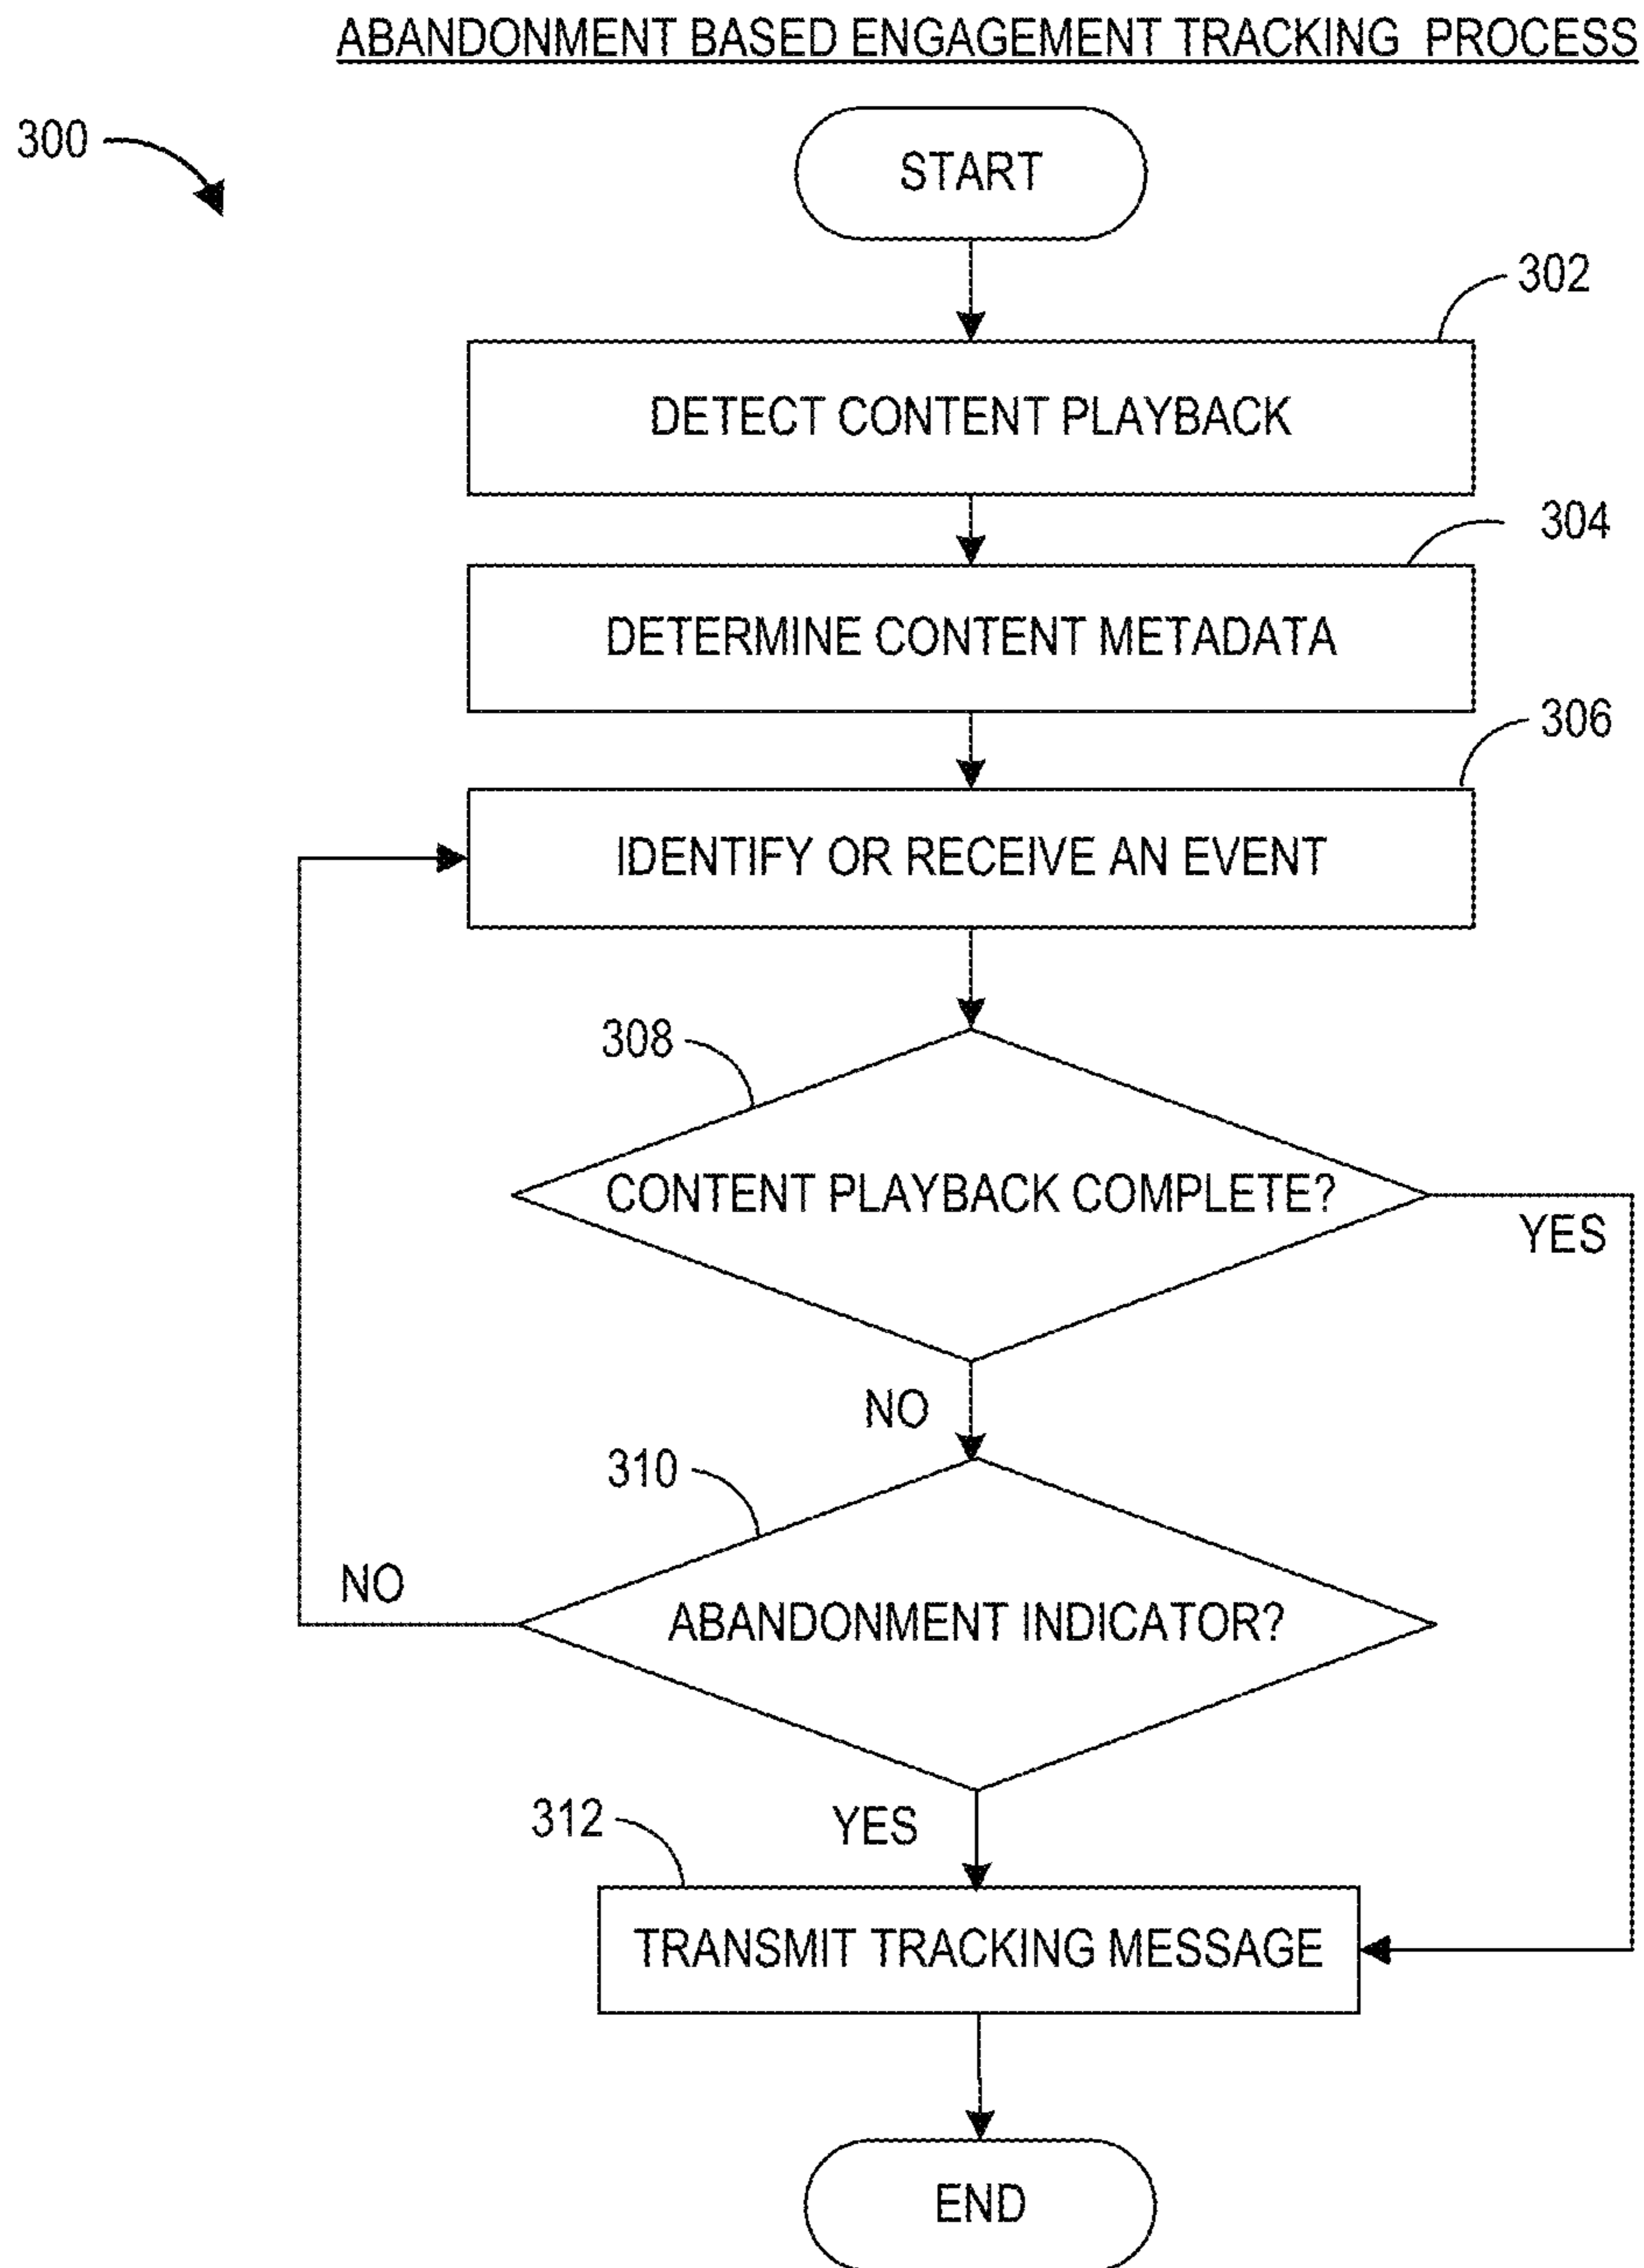 ABANDONMENT BASED ENGAGEMENT TRACKING PROCESS
300
START
302
DETECT CONTENT PLAYBACK
304
DETERMINE CONTENT METADATA
306
IDENTIFY OR RECEIVE AN EVENT
308
CONTENT PLAYBACK COMPLETE?
YES
NO
310
NO
ABANDONMENT INDICATOR?
YES
312
TRANSMIT TRACKING MESSAGE
END